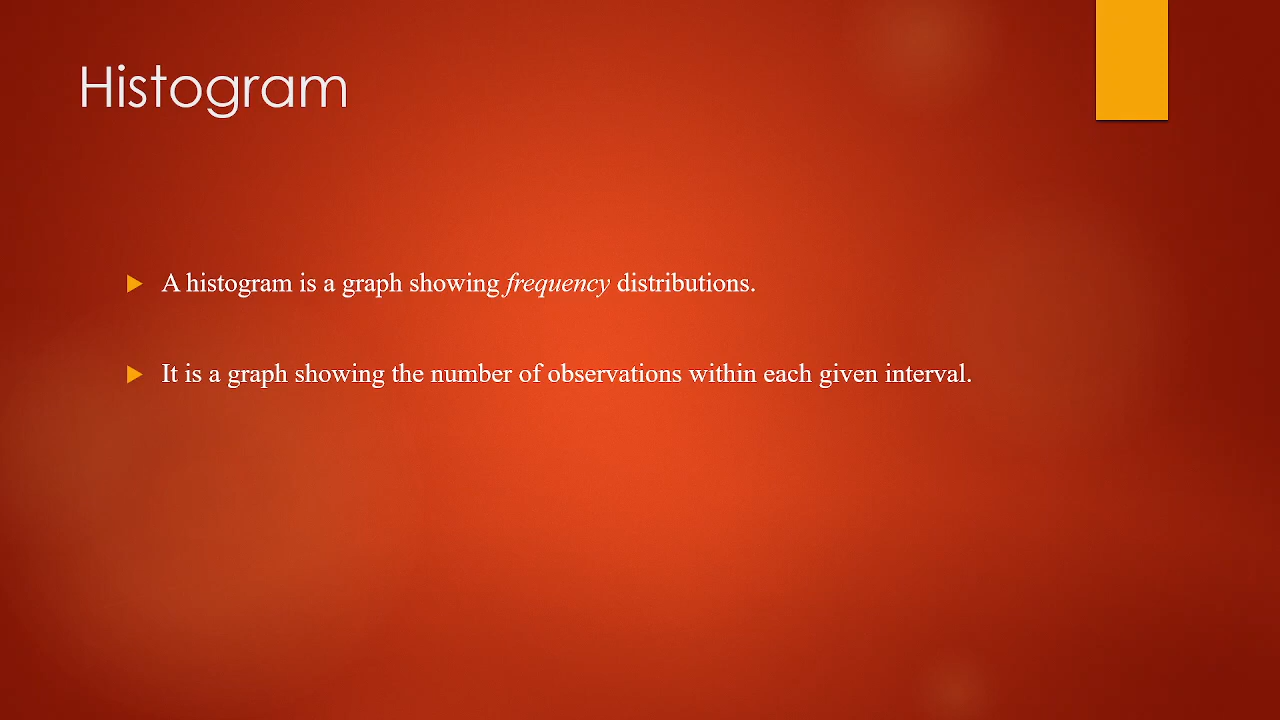 Histogram
A histogram is a graph showing frequency distributions.
It is a graph showing the number of observations within each given interval.